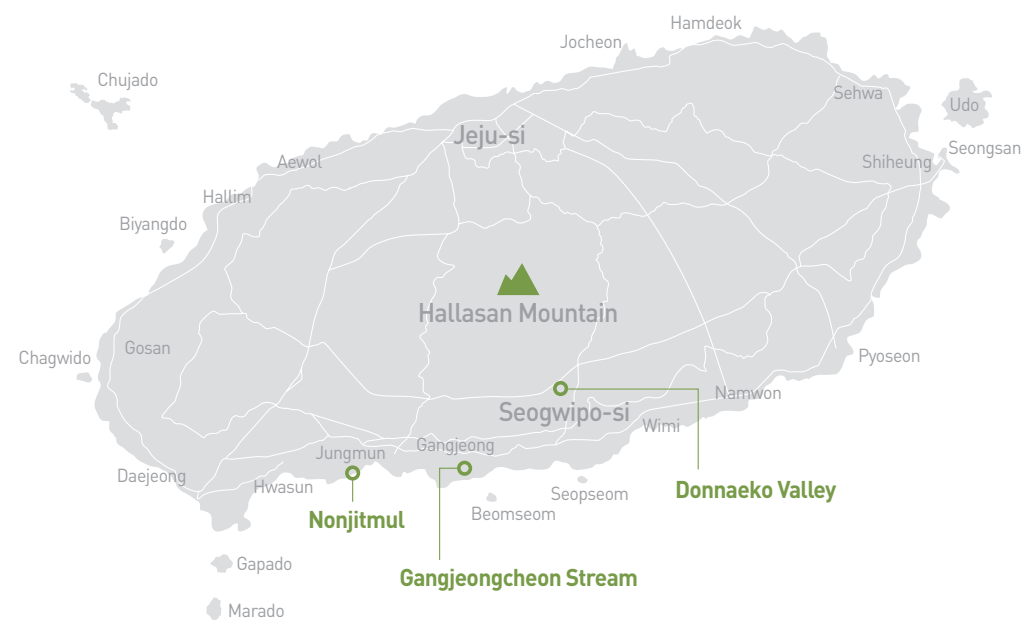 Hamdeok
Jocheon
Chujado
Sehwa
Udo
Jeju-si
Seongsan
Aewol
Shiheung
Hallim
Biyangdo
Hallasan Mountain
Gosan
Chagwido
Pyoseon
Namwon
Seogwipo-si
Wimi
Gangjeong
Jungmun
Daejeong
Hwasun
Seopseom
Donnaeko Valley
Beomseom
Nonjitmul
Gapado
Gangjeongcheon Stream
Marado